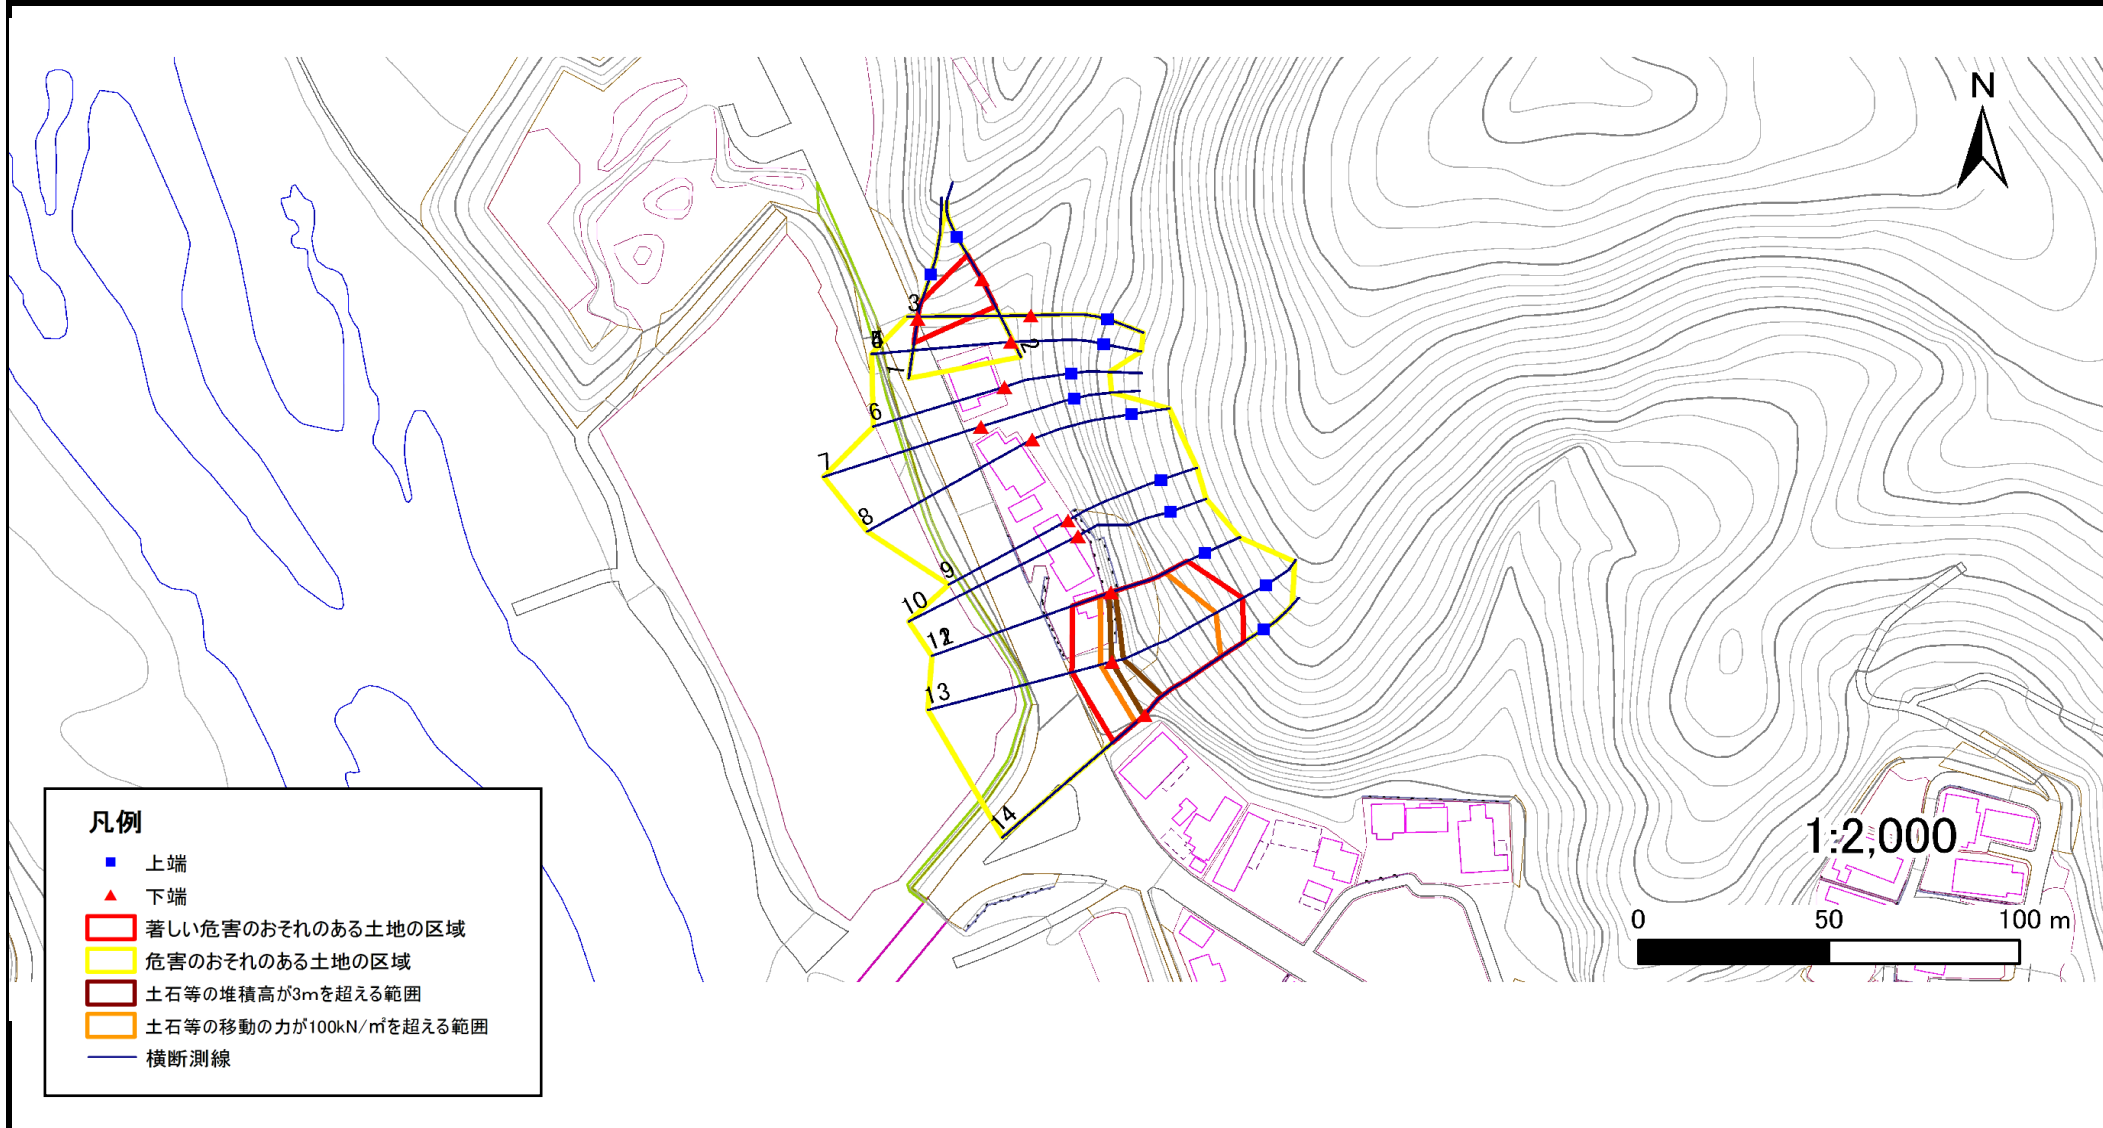 N
3
2
1
6
7
8
9
10
13
14
凡例
上端
下端
著しい危害のおそれのある土地の区域
危害のおそれのある土地の区域
土石等の堆積高が3mを超える範囲
土石等の移動の力が100kN/㎡を超える範囲
横断測線
1:2,000
0 50 100 m